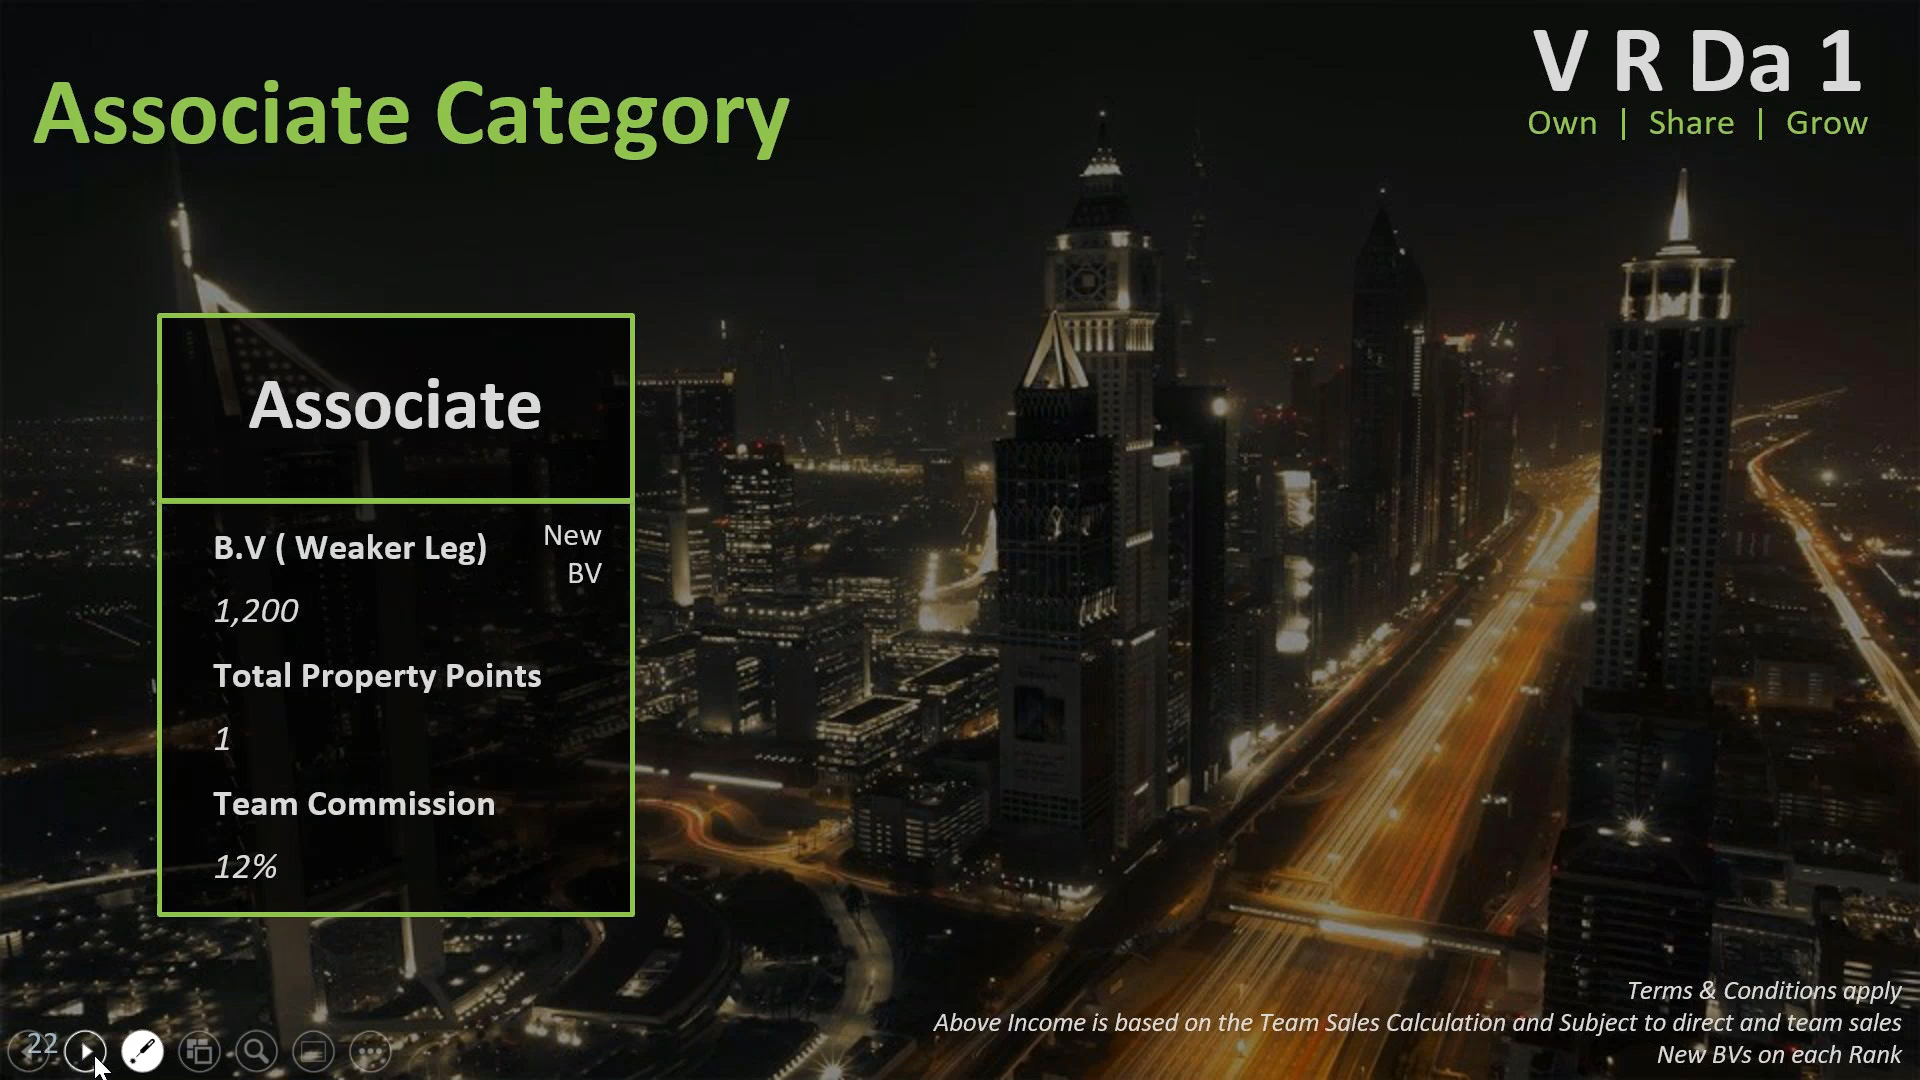 V R Da 1
Own | Share | Grow
Associate Category
Associate
B.V ( Weaker Leg)
New
BV
1,200
Total Property Points
1
Team Commission
12%
Terms & Conditions apply
Above Income is based on the Team Sales Calculation and Subject to direct and team sales
New BVs on each Rank
22